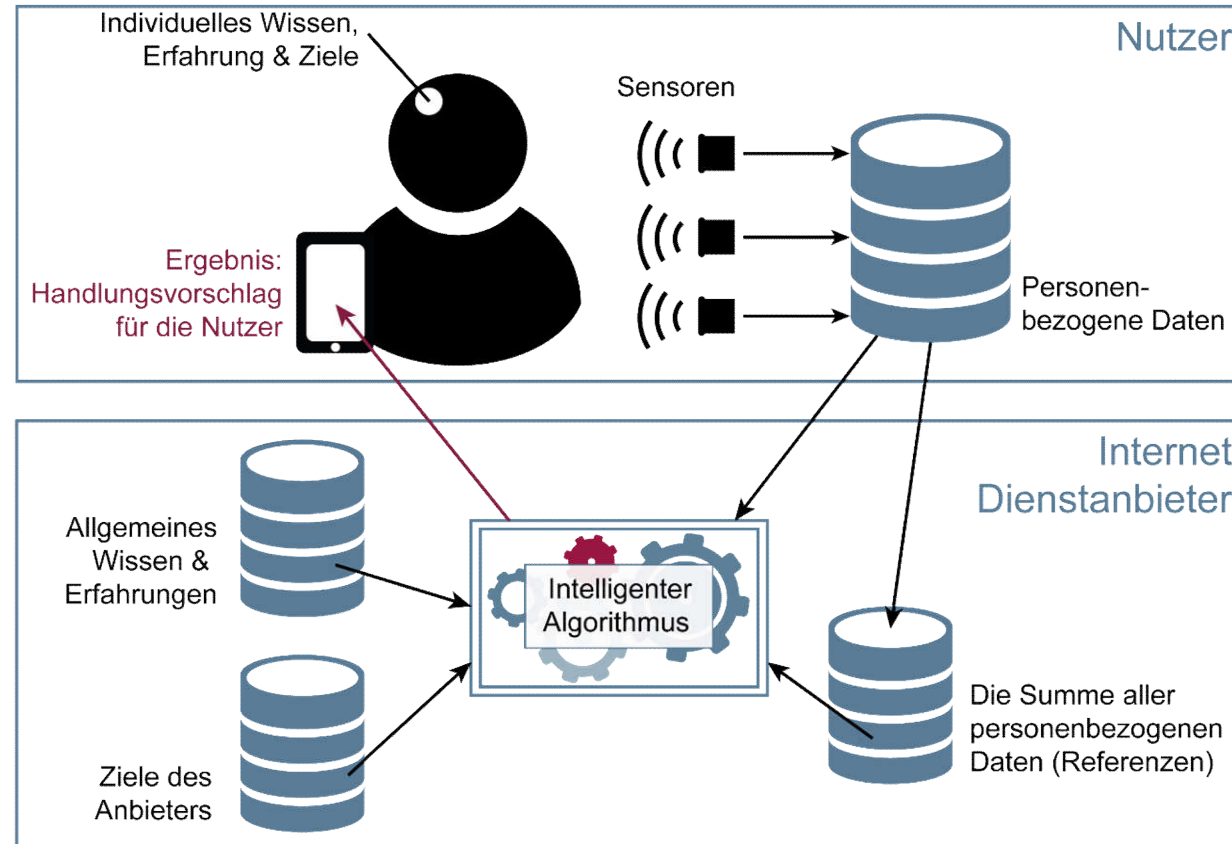 Individuelles Wissen,
Erfahrung & Ziele
Nutzer
Sensoren
Ergebnis:
Handlungsvorschlag
für die Nutzer
Personen-
bezogene Daten
Internet
Dienstanbieter
Allgemeines
Wissen &
Erfahrungen
Intelligenter
Algorithmus
Die Summe aller
personenbezogenen
Daten (Referenzen)
Ziele des
Anbieters